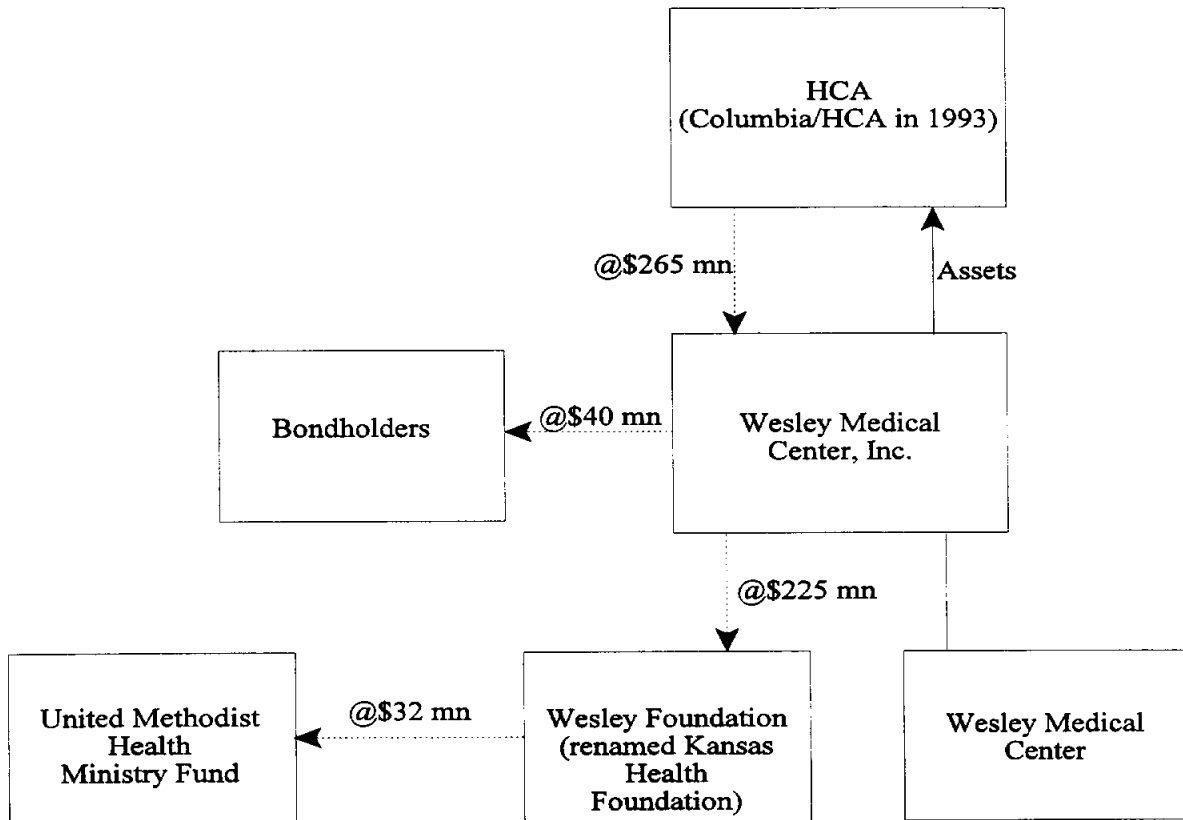 HCA
(Columbia/HCA in 1993)
@$265 mn
Assets
Bondholders
@$40 mn
Wesley Medical
Center, Inc.
@$225 mn
United Methodist
Health
Ministry Fund
@$32 mn
Wesley Foundation
(renamed Kansas
Health
Foundation)
Wesley Medical
Center